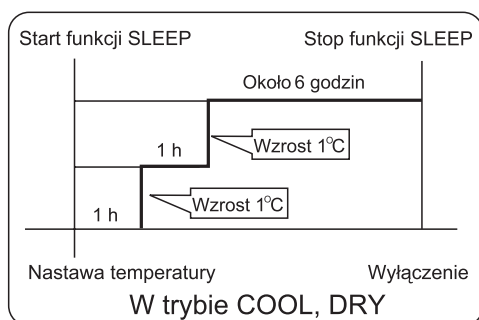 Start funkcji SLEEP
Stop funkcji SLEEP
Około 6 godzin
1 h
Wzrost 1°C
1 h
Wzrost 1°C
Nastawa temperatury
Wyłączenie
W trybie COOL, DRY